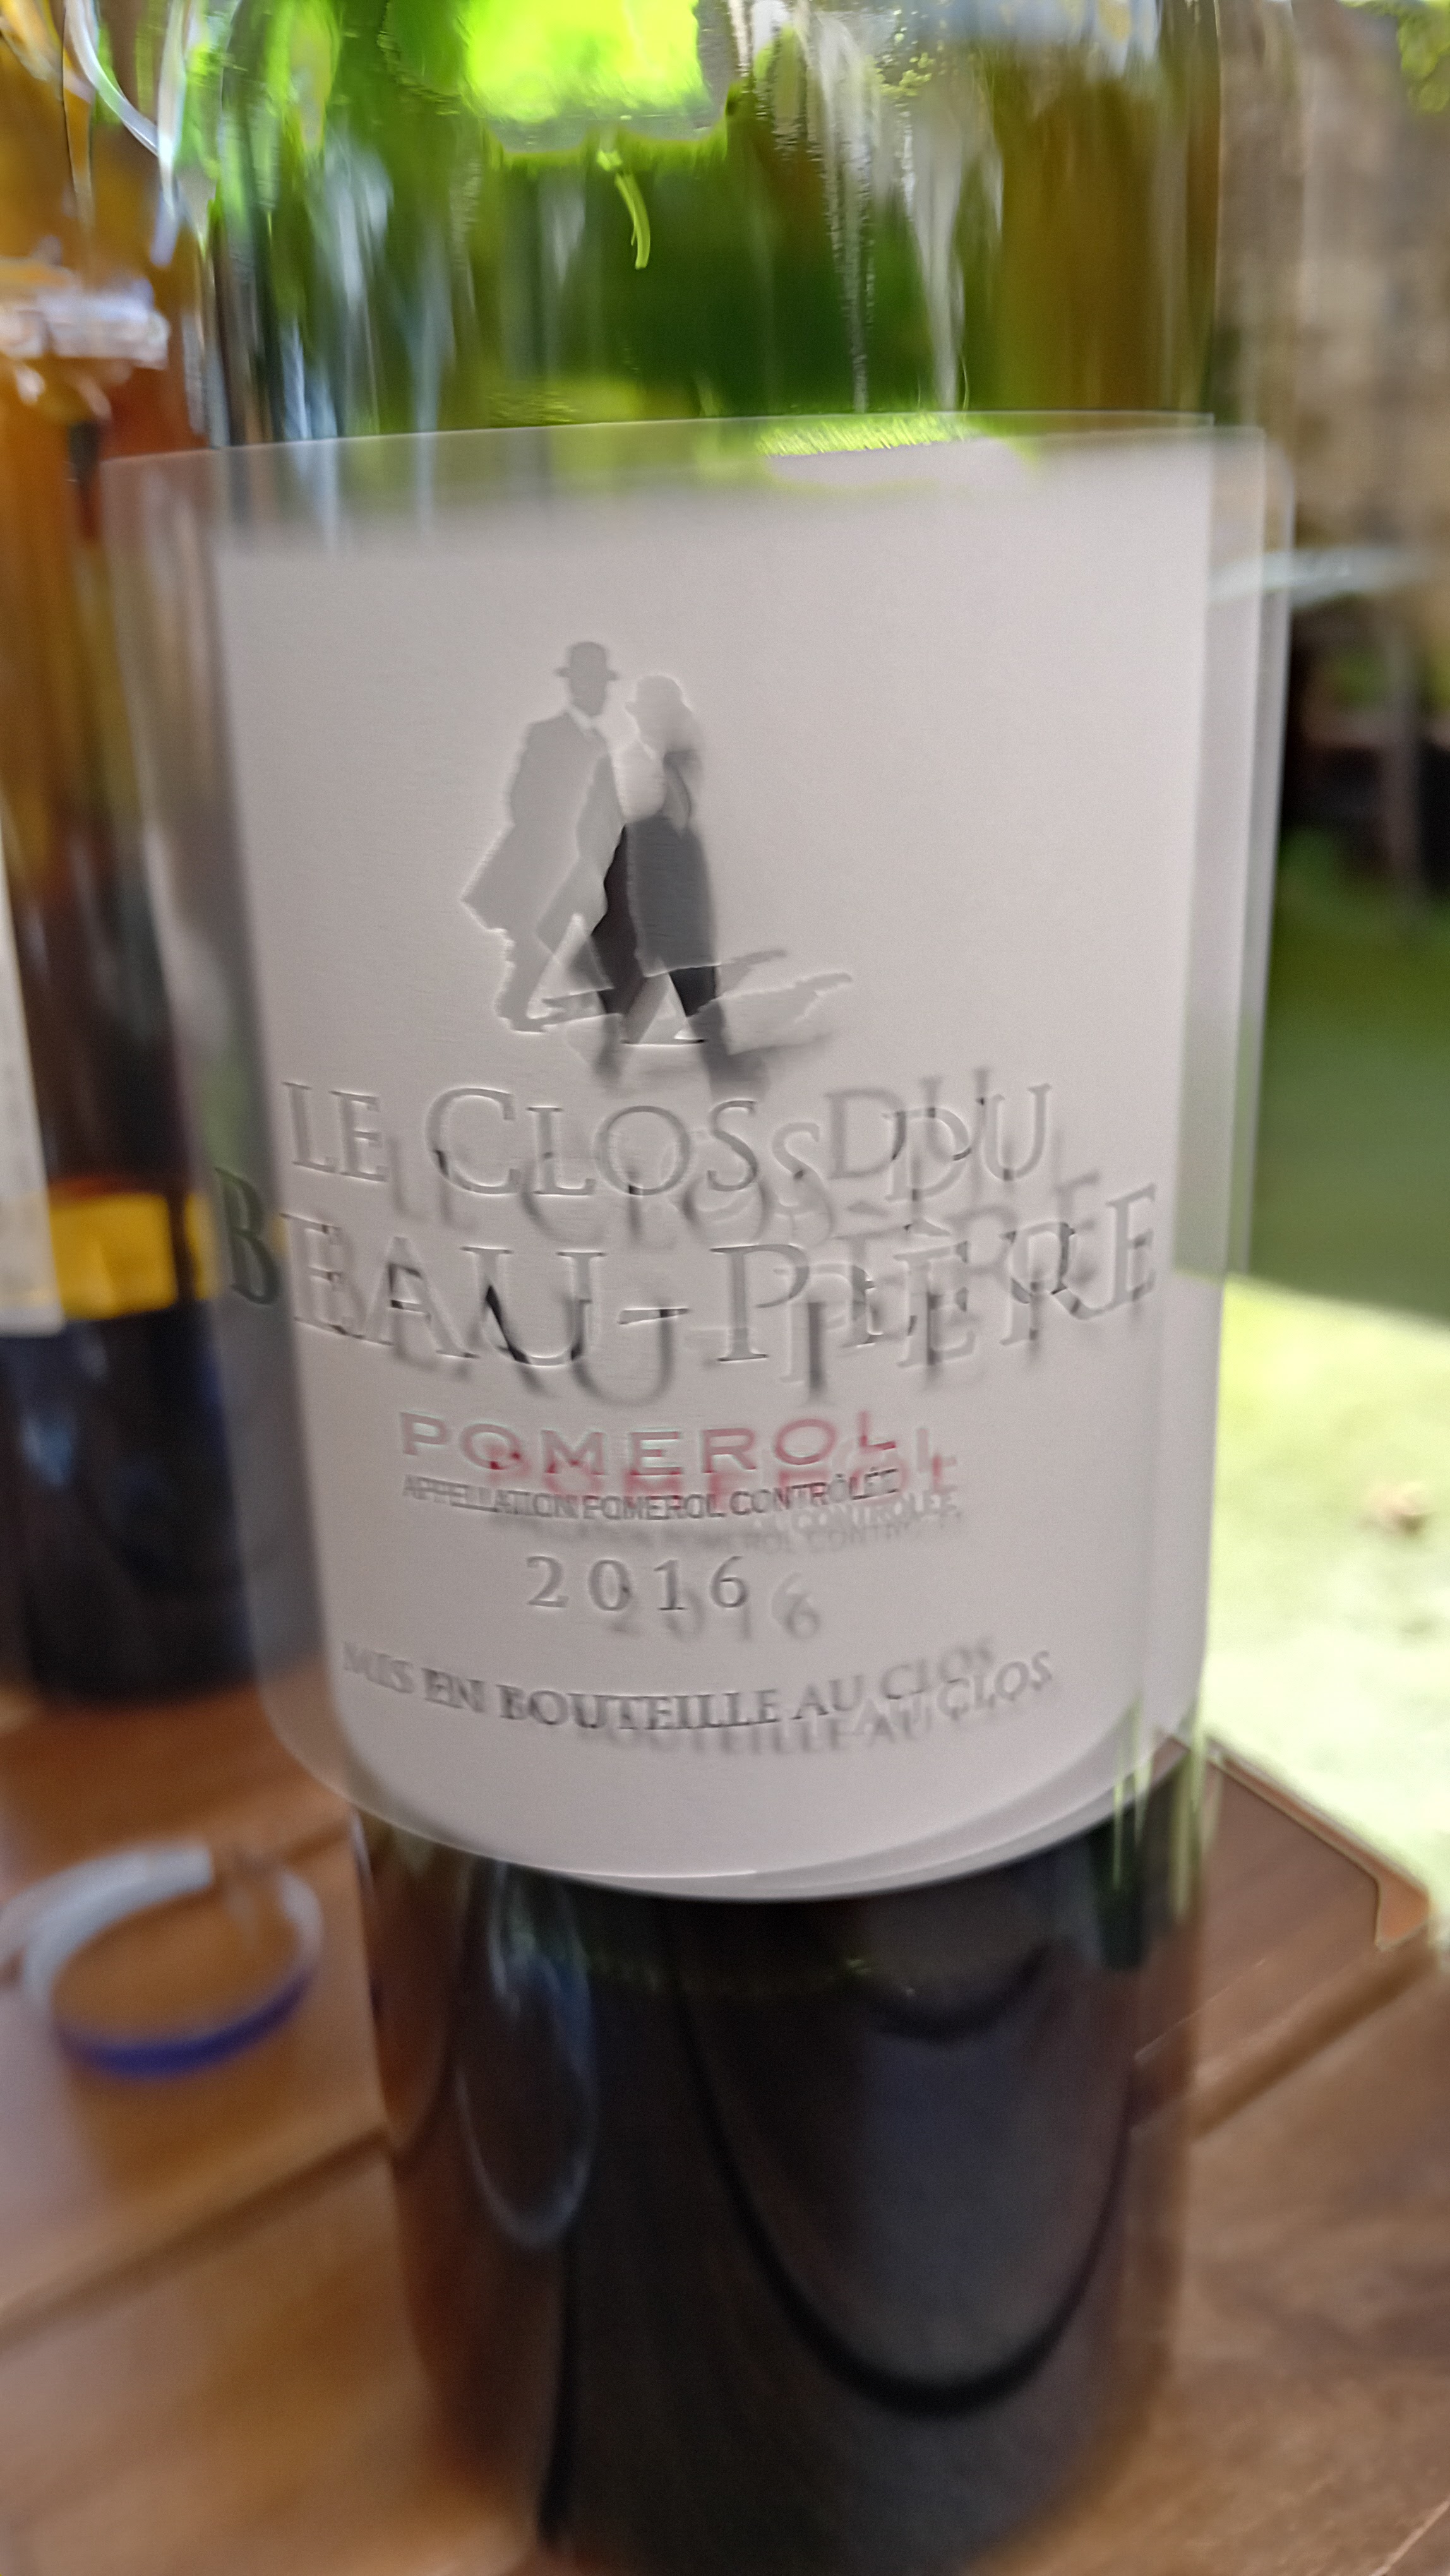 LE CLOS DU
BEAU-PÈRE
POMEROL
APPELLATION POMEROL CONTRÔLÉE
2016
MIS EN BOUTEILLE AU CLOS